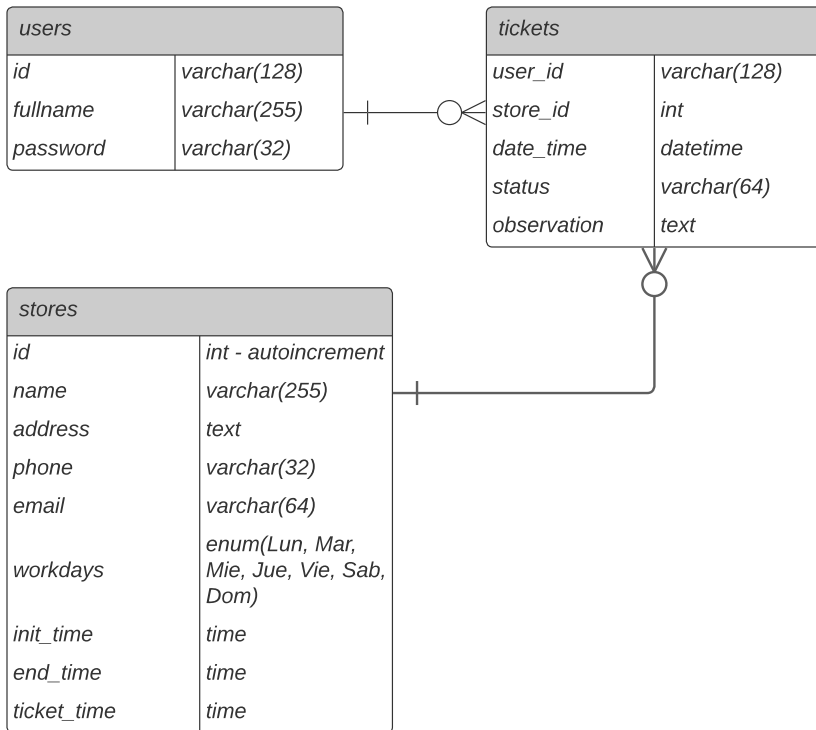 users
id varchar(128)
fullname varchar(255)
password varchar(32)
tickets
user_id varchar(128)
store_id int
date_time datetime
status varchar(64)
observation text
stores
id int - autoincrement
name varchar(255)
address text
phone varchar(32)
email varchar(64)
workdays enum(Lun, Mar,
Mie, Jue, Vie, Sab,
Dom)
init_time time
end_time time
ticket_time time